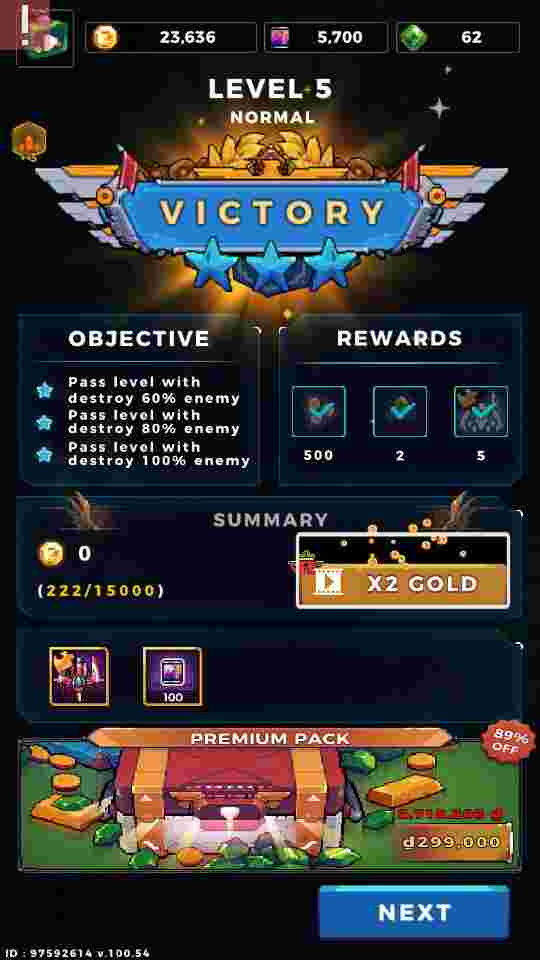 23,636
5,700
62
LEVEL 5
NORMAL
VICTORY
OBJECTIVE
Pass level with
destroy 60% enemy
Pass level with
destroy 80% enemy
Pass level with
destroy 100% enemy
REWARDS
500
2
5
SUMMARY
0
(222/15000)
X2 GOLD
1
100
PREMIUM PACK
89%
OFF
đ299,000
NEXT
ID : 97592614 v.100.54